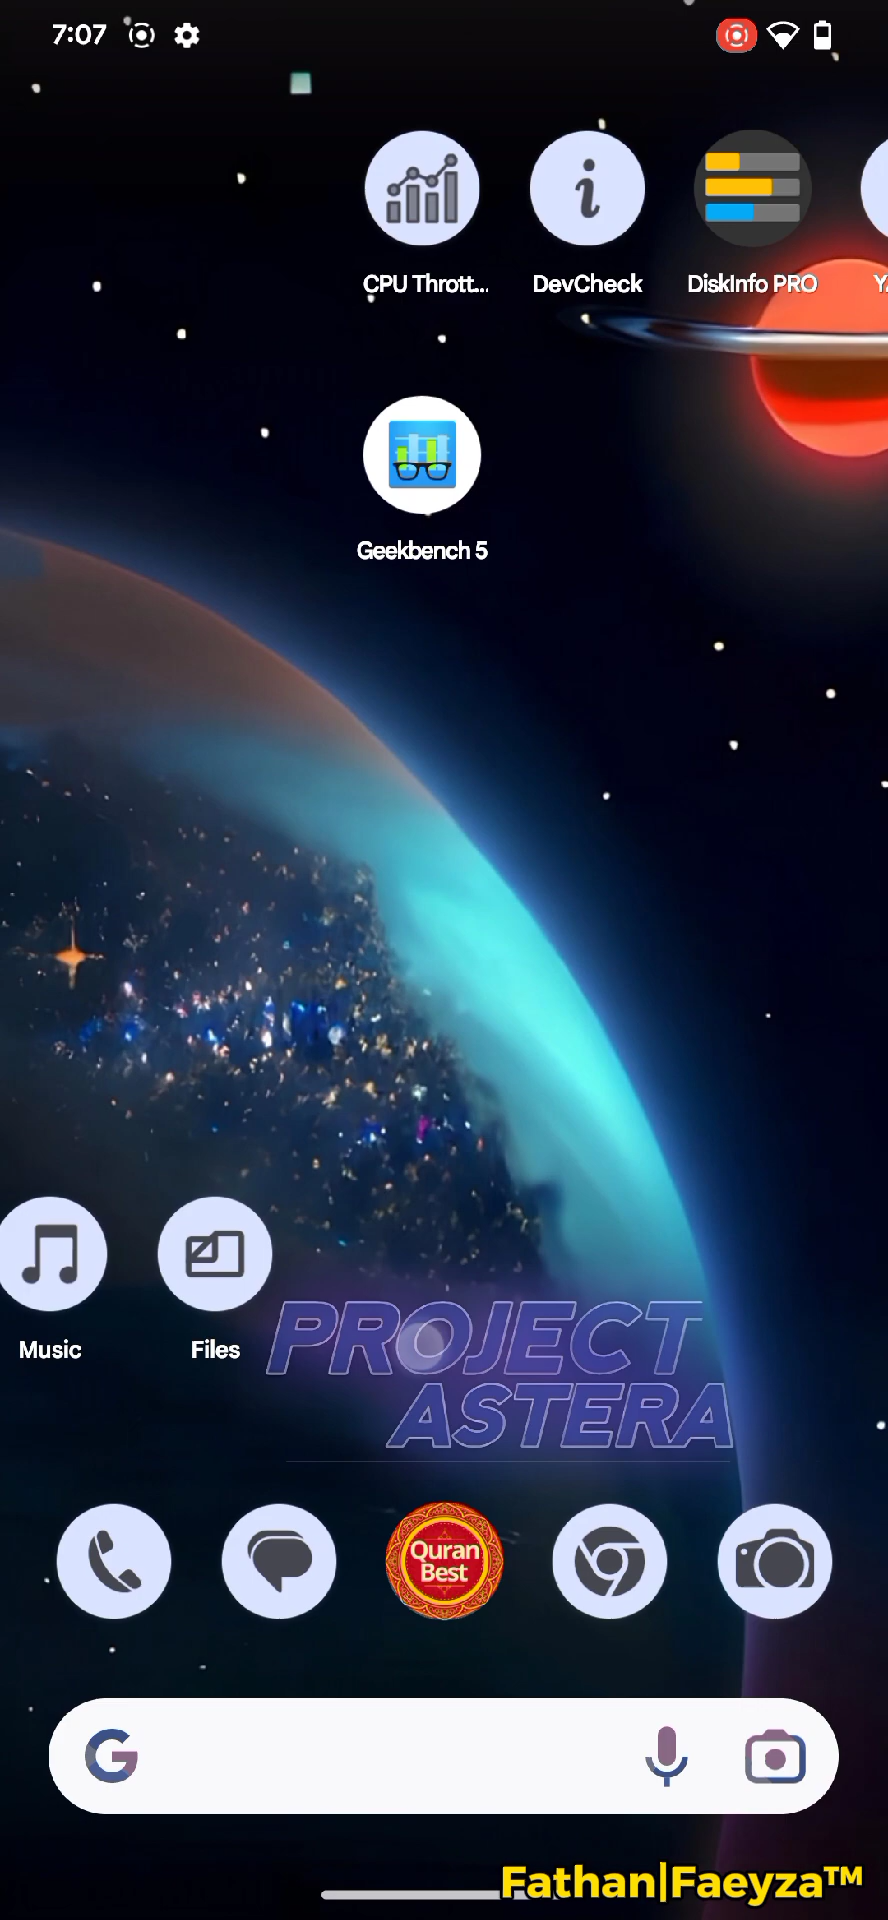 7:07
CPU Thrott...
DevCheck
DiskInfo PRO
Geekbench 5
Music
Files
PROJECT
ASTERA
Quran
Best
G
Fathan|Faeyza™